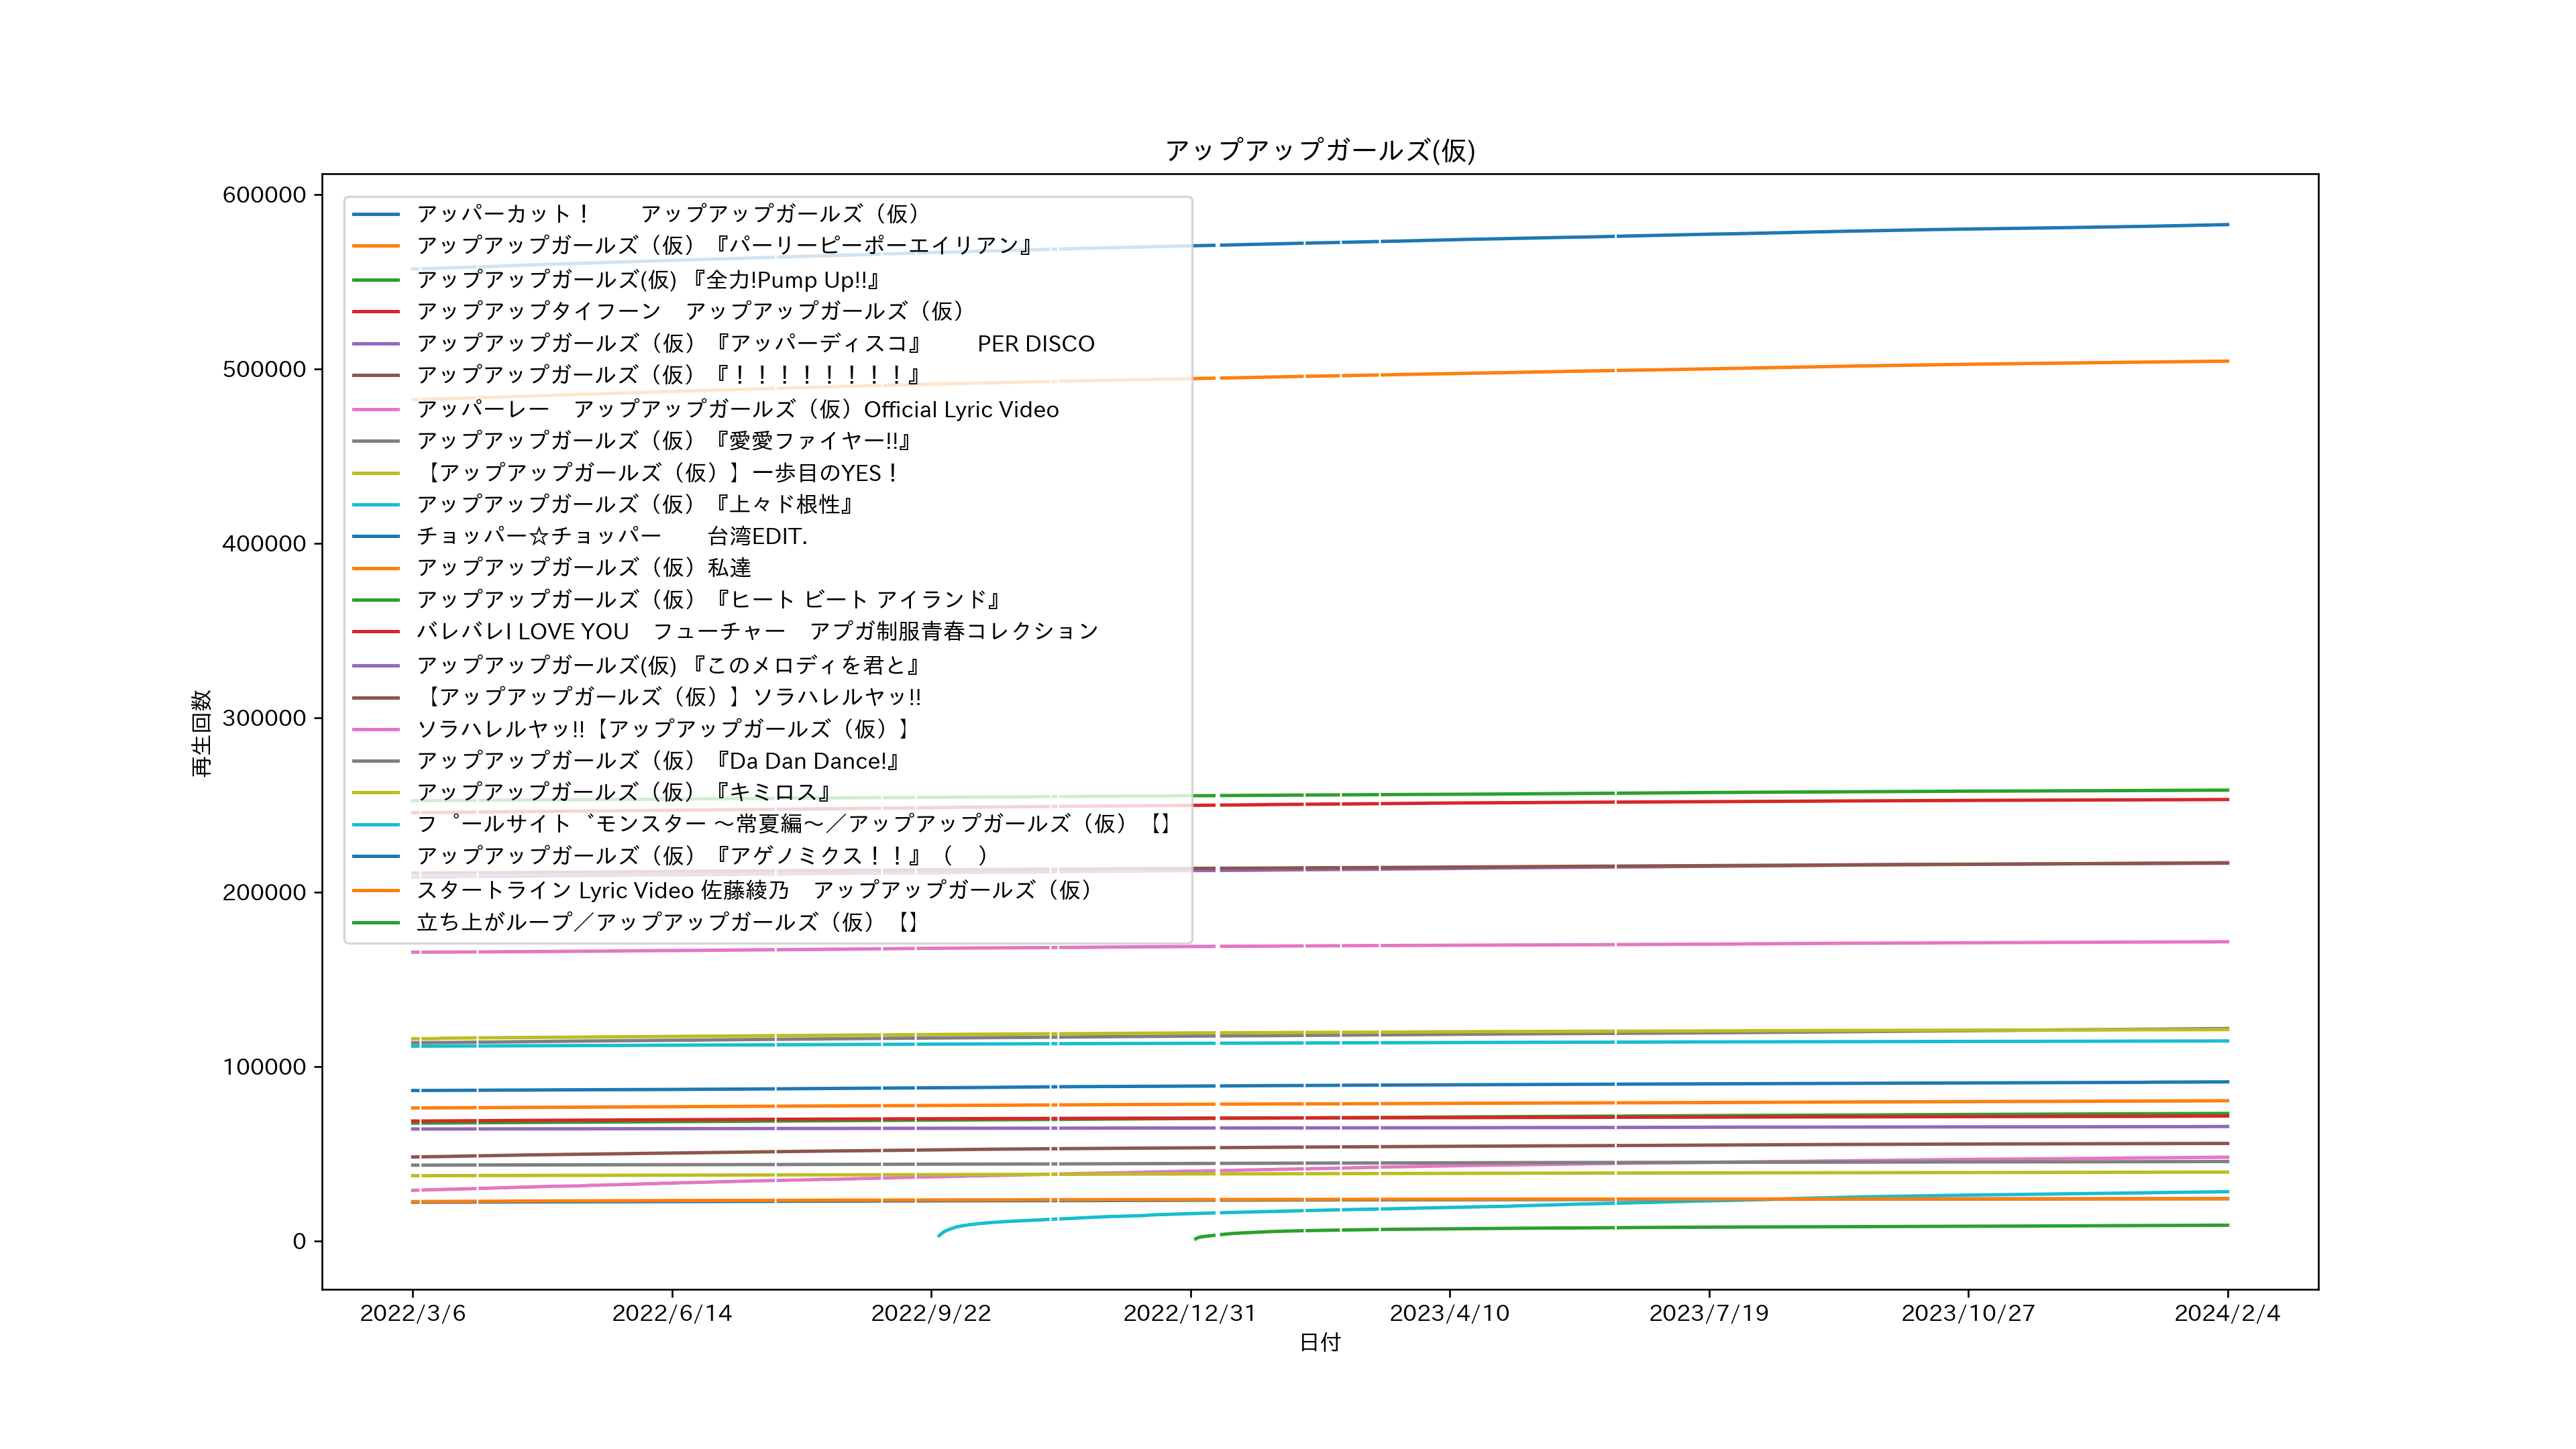 アップアップガールズ(仮)
600000
500000
400000
300000
200000
100000
0
再生回数
アッパーカット！　　アップアップガールズ（仮）
アップアップガールズ（仮）『パーリーピーポーエイリアン』
アップアップガールズ(仮) 『全力!Pump Up!!』
アップアップタイフーン　アップアップガールズ（仮）
アップアップガールズ（仮）『アッパーディスコ』　　PER DISCO
アップアップガールズ（仮）『！！！！！！！！』
アッパーレー　アップアップガールズ（仮）Official Lyric Video
アップアップガールズ（仮）『愛愛ファイヤー!!』
【アップアップガールズ（仮）】一歩目のYES！
アップアップガールズ（仮）『上々ド根性』
チョッパー☆チョッパー　　台湾EDIT.
アップアップガールズ（仮）私達
アップアップガールズ（仮）『ヒート ビート アイランド』
バレバレI LOVE YOU　フューチャー　アプガ制服青春コレクション
アップアップガールズ(仮) 『このメロディを君と』
【アップアップガールズ（仮）】ソラハレルヤッ!!
ソラハレルヤッ!!【アップアップガールズ（仮）】
アップアップガールズ（仮）『Da Dan Dance!』
アップアップガールズ（仮）『キミロス』
フ゜ールサイト゛モンスター ～常夏編～／アップアップガールズ（仮）【】
アップアップガールズ（仮）『アゲノミクス！！』（　）
スタートライン Lyric Video 佐藤綾乃　アップアップガールズ（仮）
立ち上がループ／アップアップガールズ（仮）【】
2022/3/6 2022/6/14 2022/9/22 2022/12/31 2023/4/10 2023/7/19 2023/10/27 2024/2/4
日付